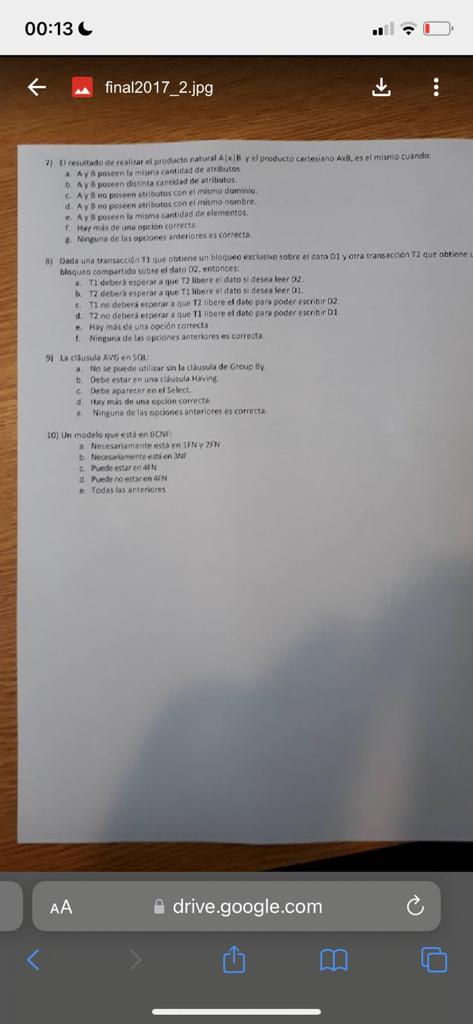 00:13
final2017_2.jpg
7) El resultado de realizar el producto natural A|x|B y el producto cartesiano AxB, es el mismo cuando:
a. A y B poseen la misma cantidad de atributos.
b. A y B poseen distinta cantidad de atributos.
c. A y B no poseen atributos con el mismo dominio.
d. A y B no poseen atributos con el mismo nombre.
e. A y B poseen la misma cantidad de elementos.
f. Hay más de una opción correcta.
g. Ninguna de las opciones anteriores es correcta.
8) Dada una transacción T1 que obtiene un bloqueo exclusivo sobre el dato D1 y otra transacción T2 que obtiene
bloqueo compartido sobre el dato D2, entonces:
a. T1 deberá esperar a que T2 libere el dato si desea leer D2.
b. T2 deberá esperar a que T1 libere el dato si desea leer D1.
c. T1 no deberá esperar a que T2 libere el dato para poder escribir D2.
d. T2 no deberá esperar a que T1 libere el dato para poder escribir D1.
e. Hay más de una opción correcta.
f. Ninguna de las opciones anteriores es correcta.
9) La cláusula AVG en SQL:
a. No se puede utilizar sin la cláusula de Group By.
b. Debe estar en una cláusula Having.
c. Debe aparecer en el Select.
d. Hay más de una opción correcta.
e. Ninguna de las opciones anteriores es correcta.
10) Un modelo que está en BCNF:
a. Necesariamente está en 1FN y 2FN
b. Necesariamente está en 3NF
c. Puede estar en 4FN
d. Puede no estar en 4FN
e. Todas las anteriores
AA
drive.google.com